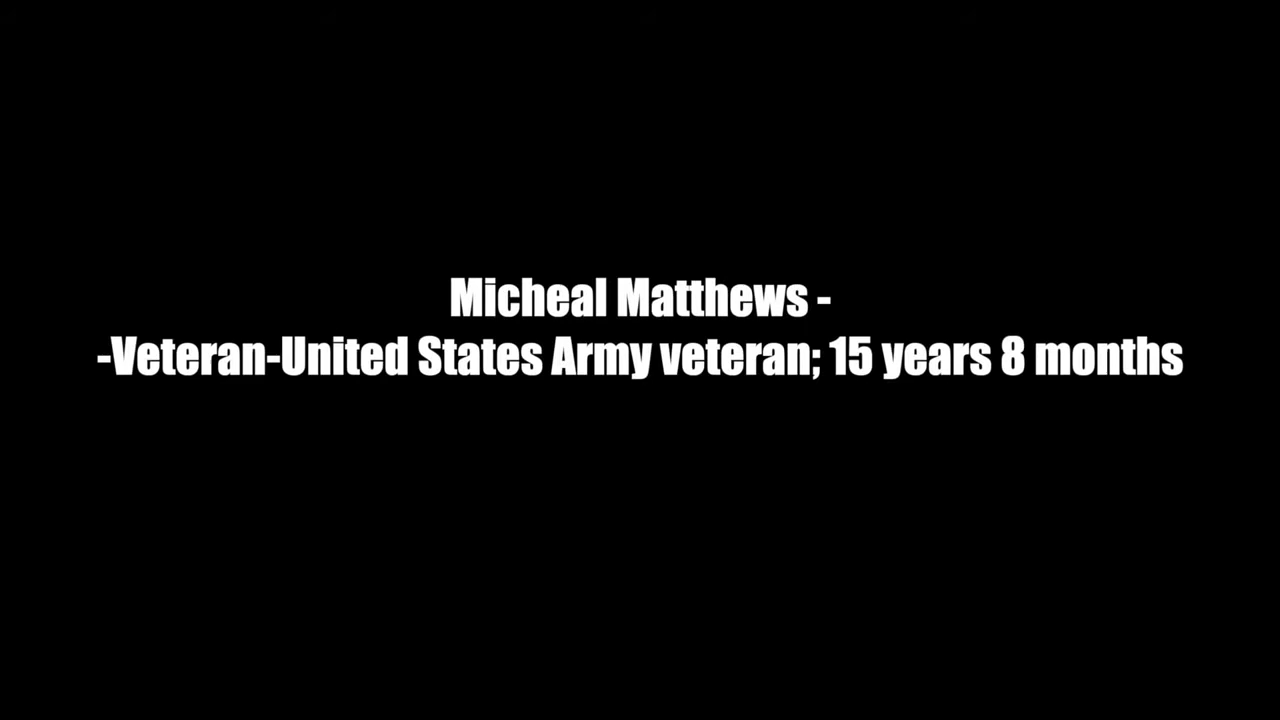 Micheal Matthews -
-Veteran-United States Army veteran; 15 years 8 months